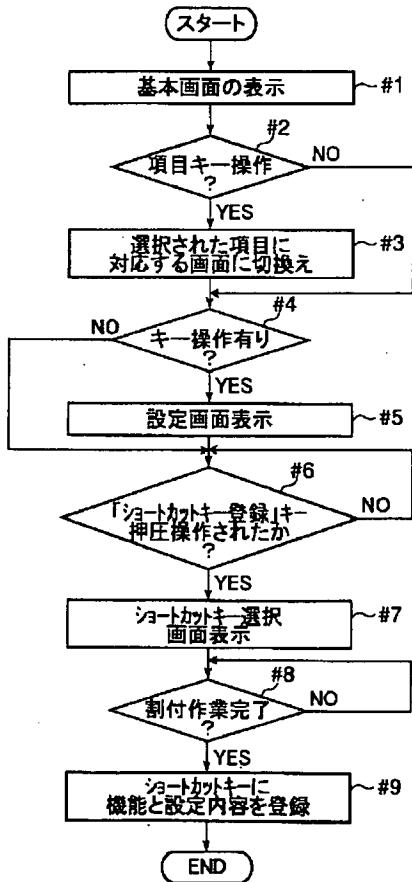 スタート
基本画面の表示
#1
#2
項目キー操作
?
NO
YES
選択された項目に
対応する画面に切換え
#3
#4
NO
キー操作有り
?
YES
設定画面表示
#5
#6
「ショートカットキー登録」キー
押圧操作されたか
?
NO
YES
ショートカットキー選択
画面表示
#7
#8
割付作業完了
?
NO
YES
ショートカットキーに
機能と設定内容を登録
#9
END